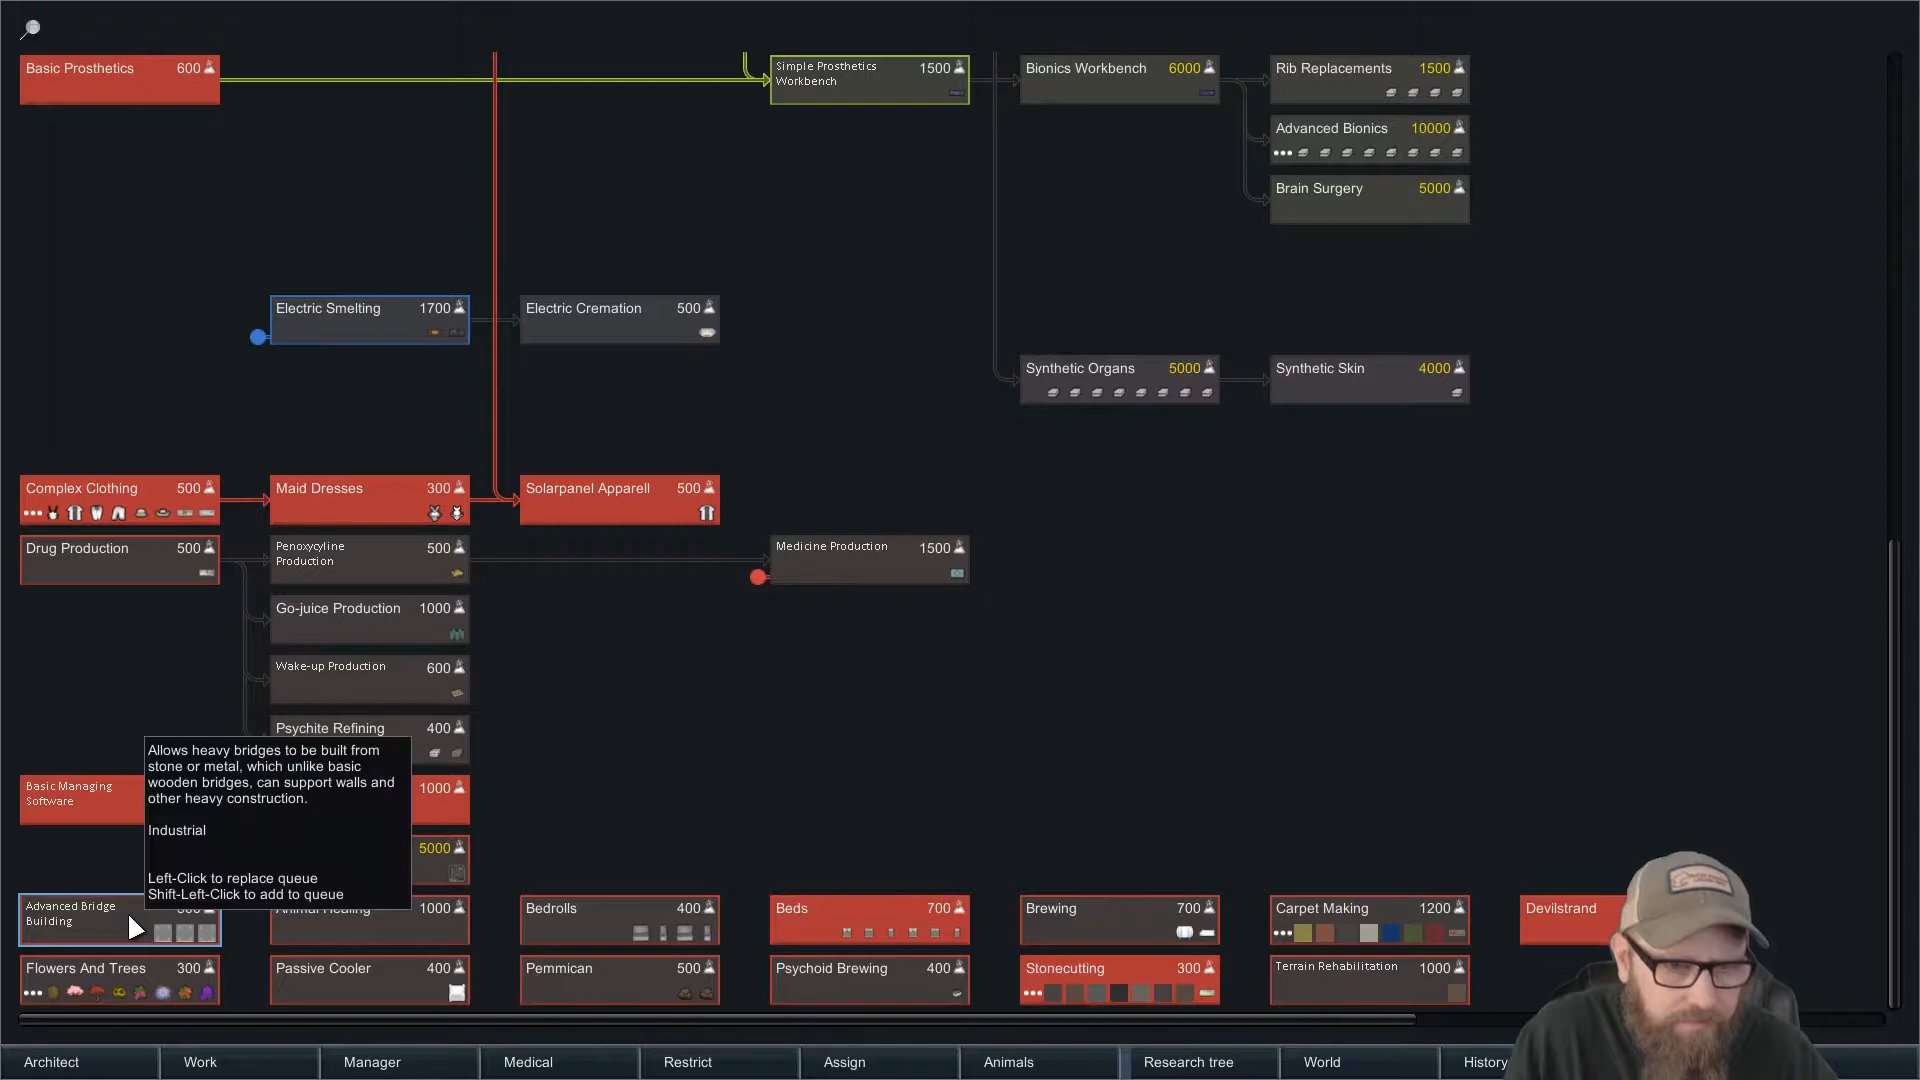 Basic Prosthetics 600
Simple Prosthetics Workbench 1500
Bionics Workbench 6000
Rib Replacements 1500
Advanced Bionics 10000
Brain Surgery 5000
Electric Smelting 1700
Electric Cremation 500
Synthetic Organs 5000
Synthetic Skin 4000
Complex Clothing 500
Maid Dresses 300
Solarpanel Apparell 500
Drug Production 500
Penoxycyline Production 500
Medicine Production 1500
Go-juice Production 1000
Wake-up Production 600
Psychite Refining 400
Allows heavy bridges to be built from
stone or metal, which unlike basic
wooden bridges, can support walls and
other heavy construction.
Industrial
Left-Click to replace queue
Shift-Left-Click to add to queue
Basic Managing Software
1000
5000
Advanced Bridge Building
Animal Healing 1000
Bedrolls 400
Beds 700
Brewing 700
Carpet Making 1200
Devilstrand
Flowers And Trees 300
Passive Cooler 400
Pemmican 500
Psychoid Brewing 400
Stonecutting 300
Terrain Rehabilitation 1000
Architect
Work
Manager
Medical
Restrict
Assign
Animals
Research tree
World
History